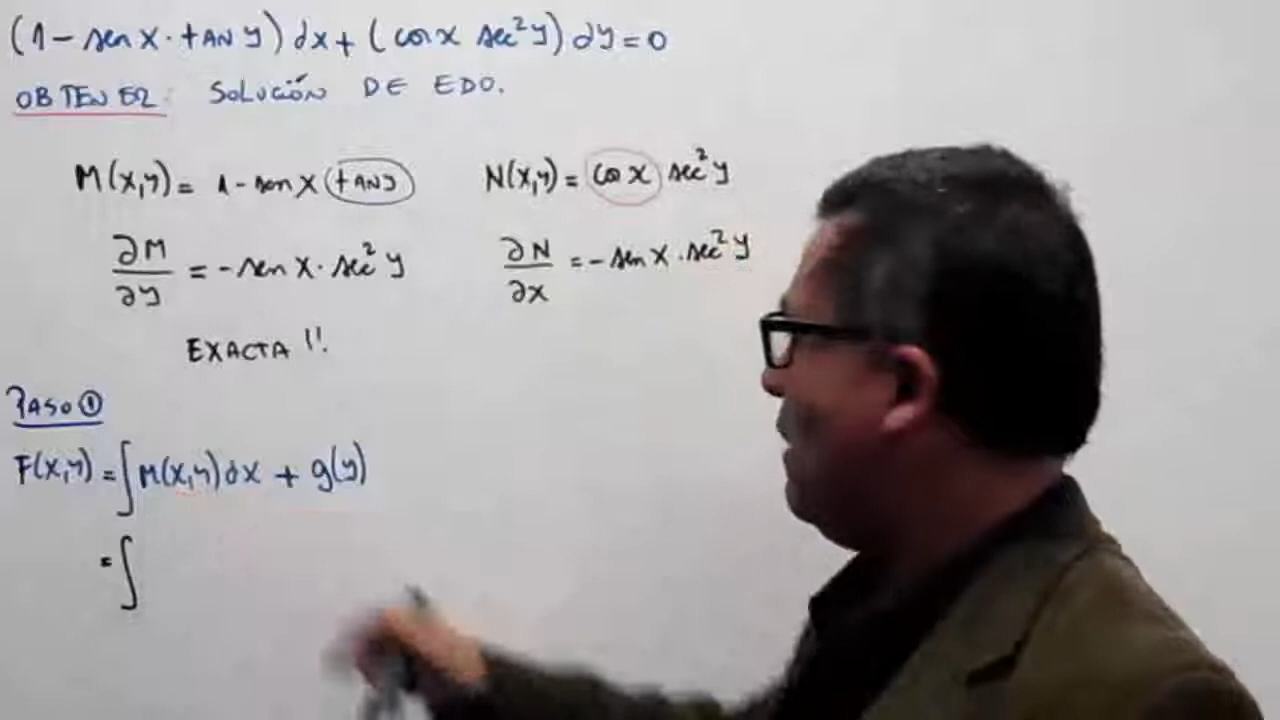 (1 - sen x · tAN y) dx + (cos x sec² y) dy = 0
OBTENER: SOLUCIÓN DE EDO.
M(x,y) = 1 - sen x tAN y N(x,y) = cos x sec² y
∂M/∂y = - sen x · sec² y ∂N/∂x = - sen x · sec² y
EXACTA !!
PASO ①
F(x,y) = ∫ M(x,y) dx + g(y)
= ∫